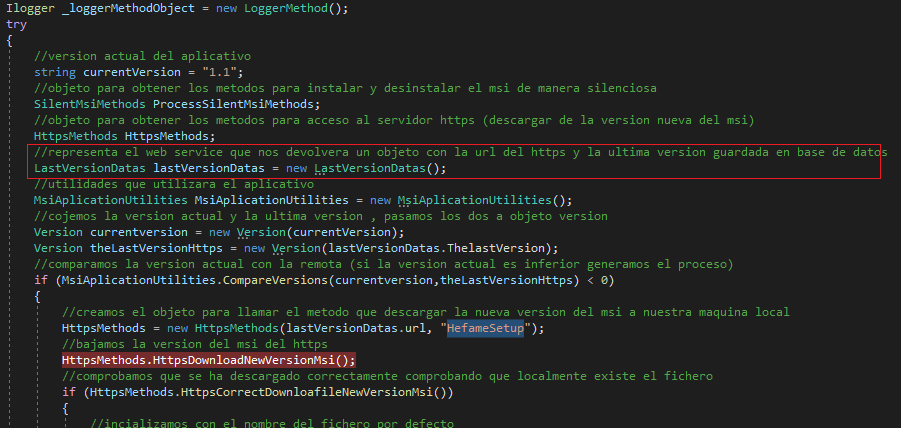 Ilogger _loggerMethodObject = new LoggerMethod();
try
{
//version actual del aplicativo
string currentVersion = "1.1";
//objeto para obtener los metodos para instalar y desinstalar el msi de manera silenciosa
SilentMsiMethods ProcessSilentMsiMethods;
//objeto para obtener los metodos para acceso al servidor https (descargar de la version nueva del msi)
HttpsMethods HttpsMethods;
//representa el web service que nos devolvera un objeto con la url del https y la ultima version guardada en base de datos
LastVersionDatas lastVersionDatas = new LastVersionDatas();
//utilidades que utilizara el aplicativo
MsiAplicationUtilities MsiAplicationUtilities = new MsiAplicationUtilities();
//cojemos la version actual y la ultima version , pasamos los dos a objeto version
Version currentversion = new Version(currentVersion);
Version theLastVersionHttps = new Version(lastVersionDatas.ThelastVersion);
//comparamos la version actual con la remota (si la version actual es inferior generamos el proceso)
if (MsiAplicationUtilities.CompareVersions(currentversion,theLastVersionHttps) < 0)
{
//creamos el objeto para llamar el metodo que descargar la nueva version del msi a nuestra maquina local
HttpsMethods = new HttpsMethods(lastVersionDatas.url, "HefameSetup");
//bajamos la version del msi del https
HttpsMethods.HttpsDownloadNewVersionMsi();
//comprobamos que se ha descargado correctamente comprobando que localmente existe el fichero
if (HttpsMethods.HttpsCorrectDownloafileNewVersionMsi())
{
//incializamos con el nombre del fichero por defecto